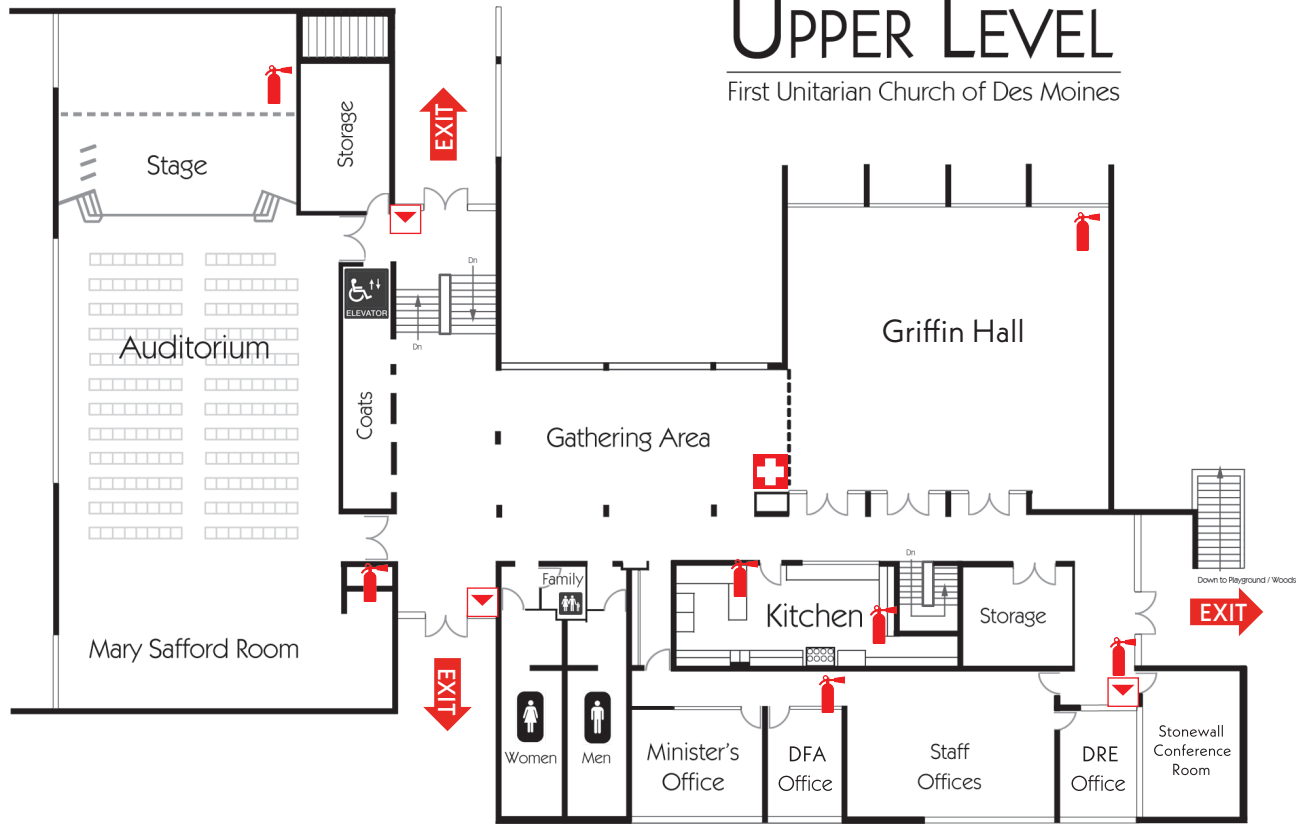 UPPER LEVEL
First Unitarian Church of Des Moines
EXIT
Storage
Stage
Dn
ELEVATOR
Dn
Auditorium
Griffin Hall
Coats
Gathering Area
Dn
Family
Down to Playground / Woods
EXIT
Kitchen
Storage
Mary Safford Room
EXIT
Women
Men
Minister's
Office
DFA
Office
Staff
Offices
DRE
Office
Stonewall
Conference
Room